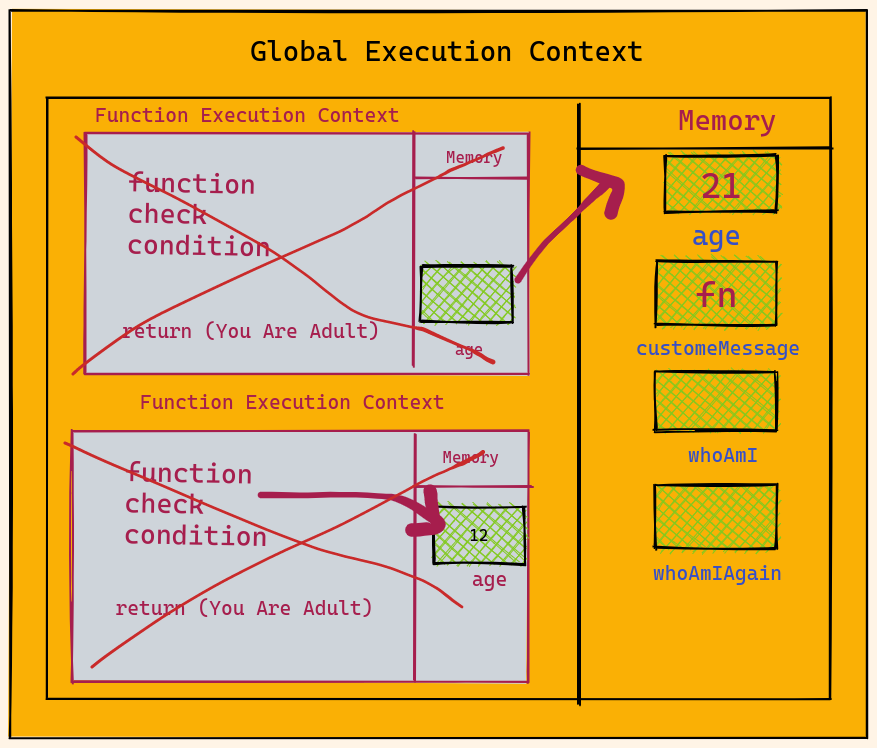 Global Execution Context
Function Execution Context
Memory
function
check
condition
return (You Are Adult)
age
Function Execution Context
Memory
function
check
condition
12
age
return (You Are Adult)
Memory
21
age
fn
customeMessage
whoAmI
whoAmIAgain